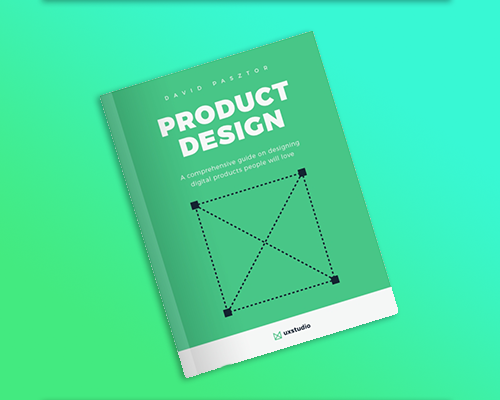 DAVID PASZTOR
PRODUCT
DESIGN
A comprehensive guide on designing
digital products people will love
uxstudio